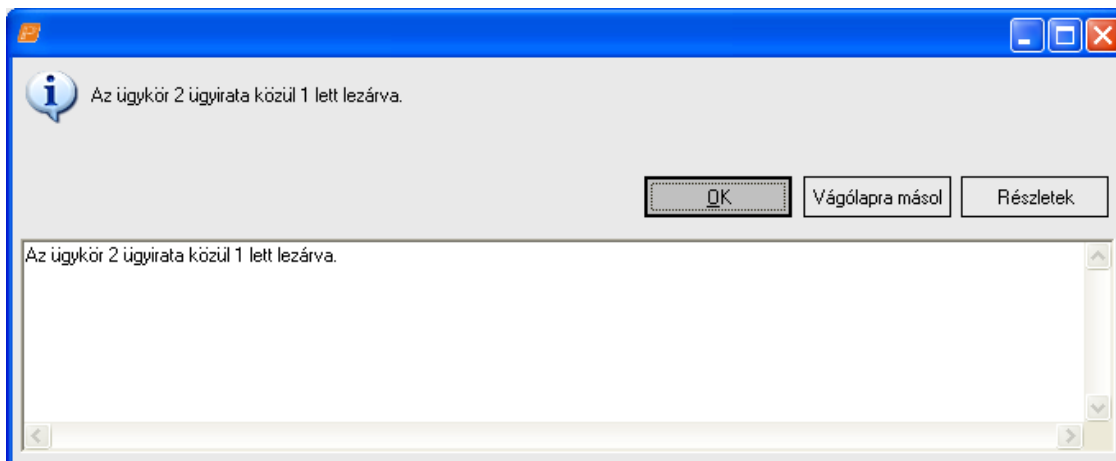 Az ügykör 2 ügyirata közül 1 lett lezárva.
OK
Vágólapra másol
Részletek
Az ügykör 2 ügyirata közül 1 lett lezárva.